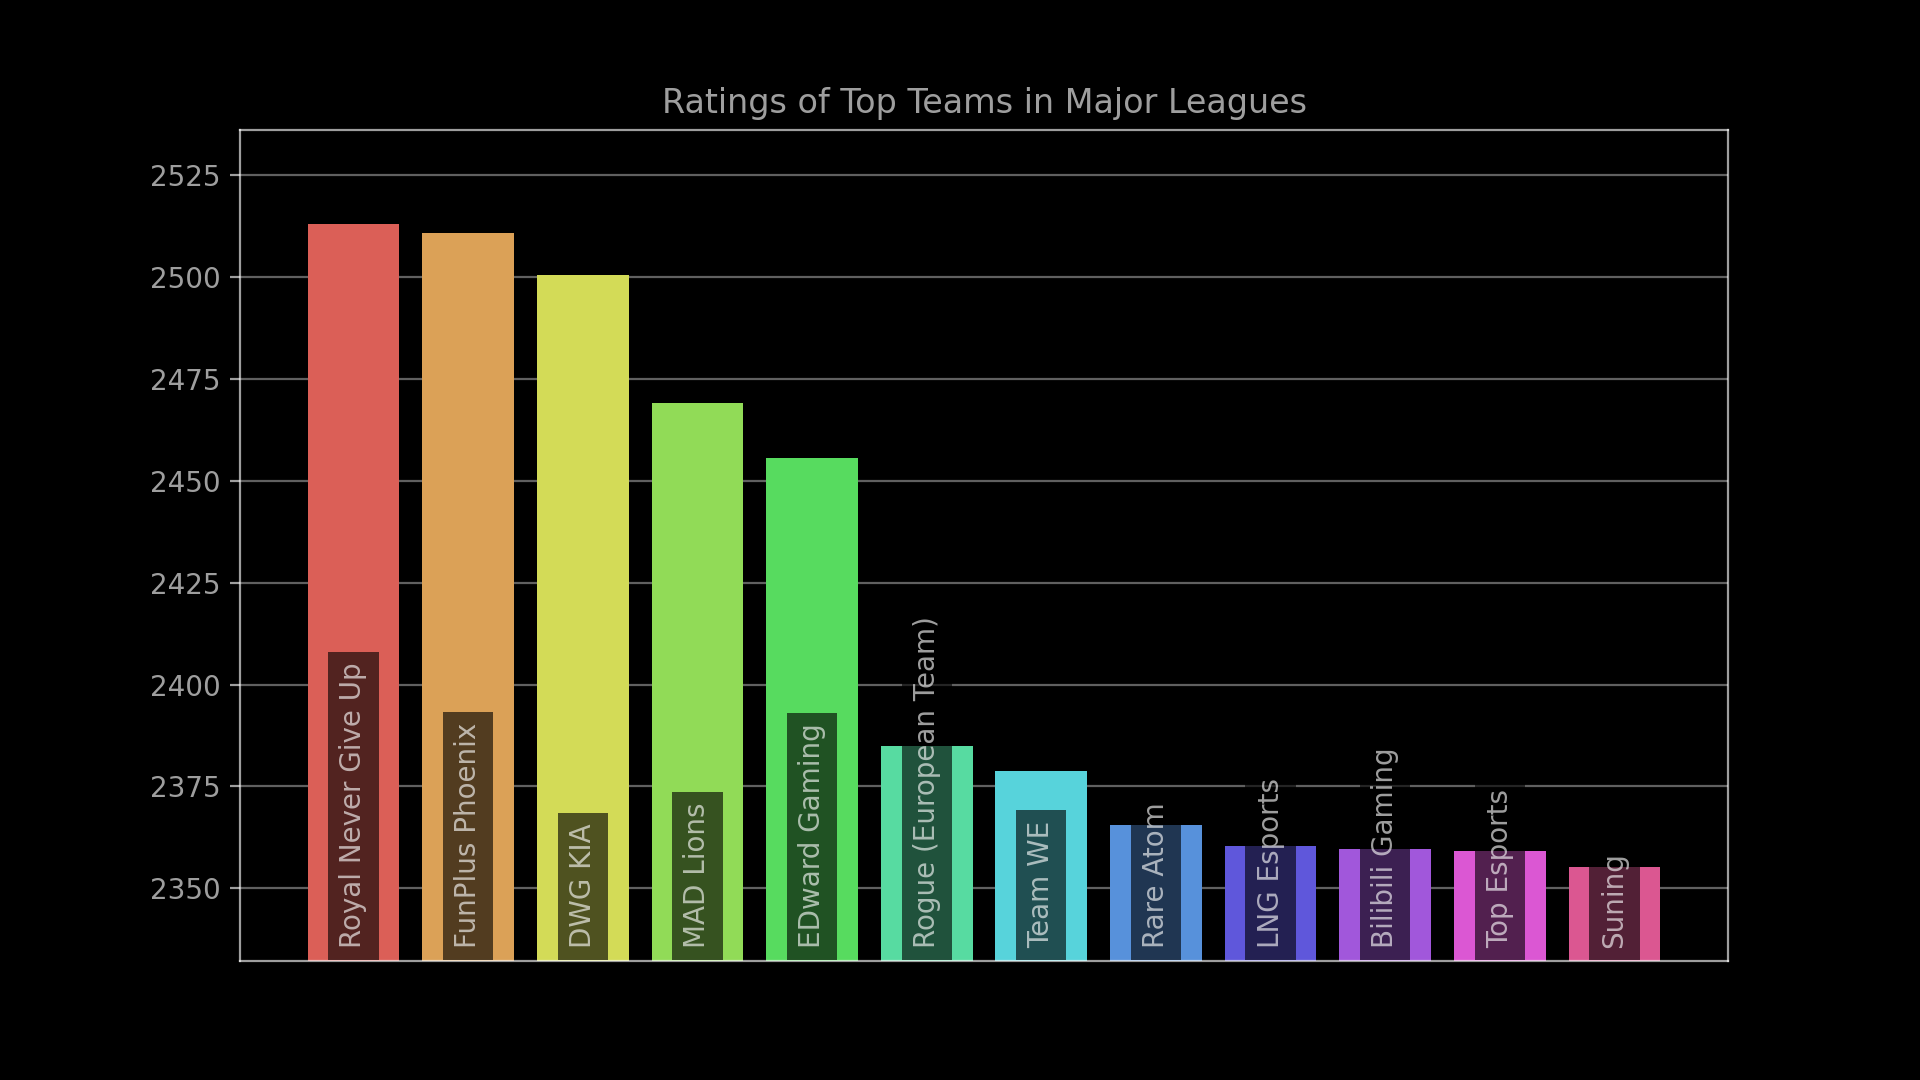 Ratings of Top Teams in Major Leagues
2525
2500
2475
2450
2425
2400
2375
2350
Royal Never Give Up
FunPlus Phoenix
DWG KIA
MAD Lions
EDward Gaming
Rogue (European Team)
Team WE
Rare Atom
LNG Esports
Bilibili Gaming
Top Esports
Suning